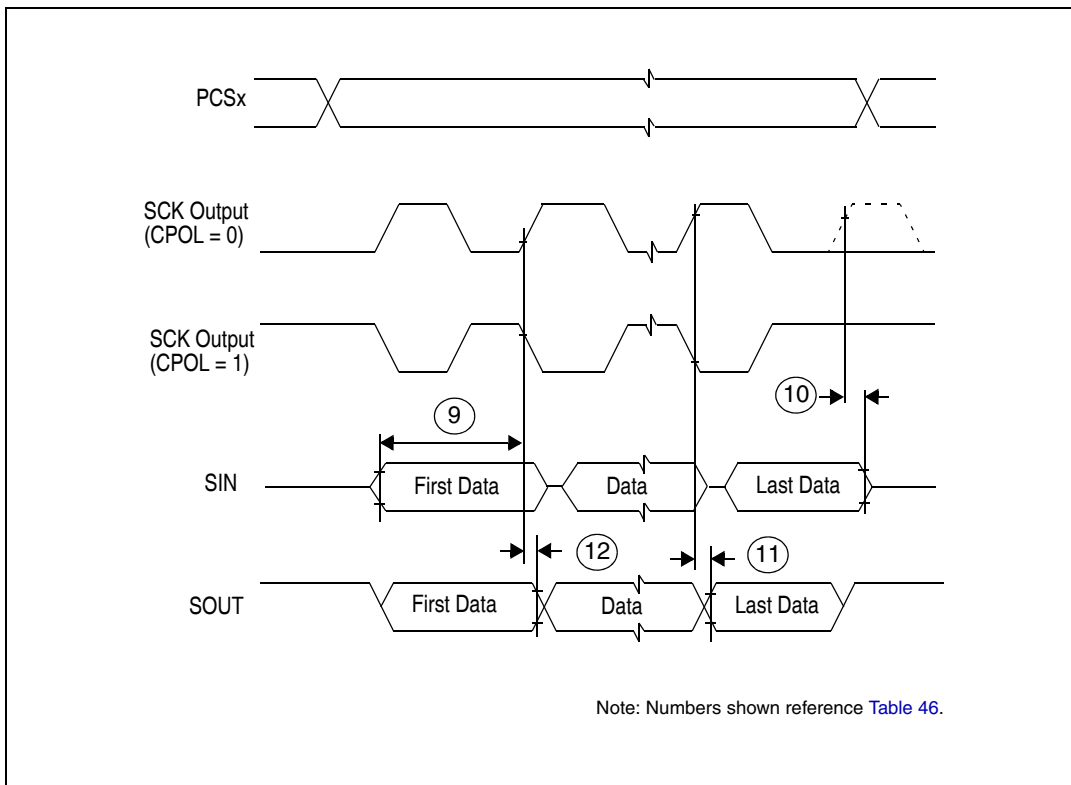 PCSx
SCK Output
(CPOL = 0)
SCK Output
(CPOL = 1)
10
9
SIN
First Data
Data
Last Data
12
11
SOUT
First Data
Data
Last Data
Note: Numbers shown reference Table 46.